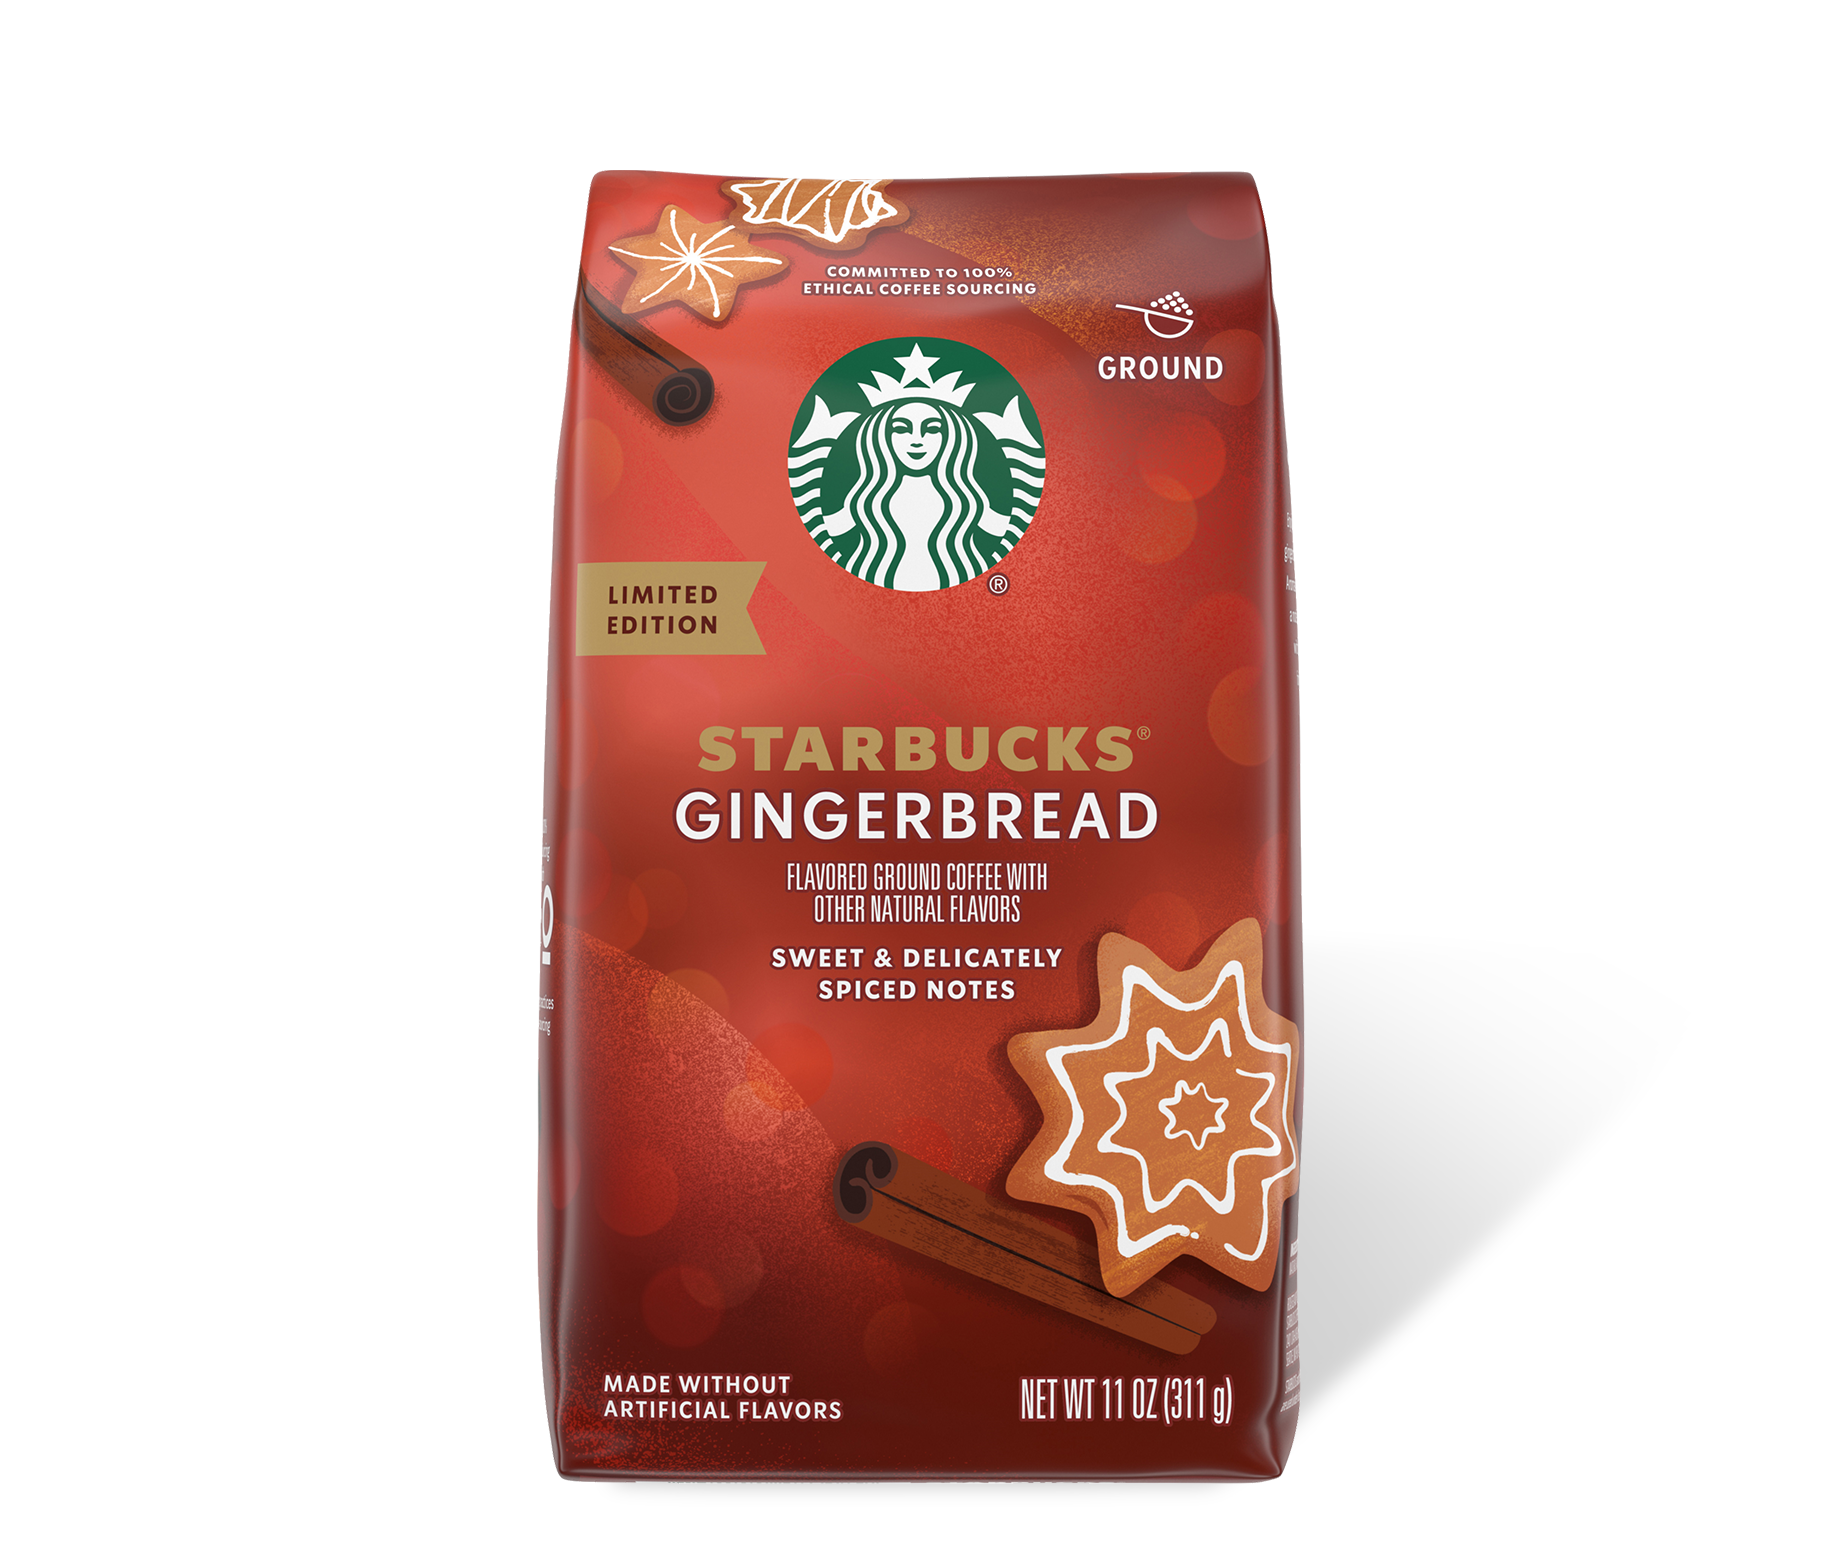 COMMITTED TO 100%
ETHICAL COFFEE SOURCING
GROUND
®
LIMITED
EDITION
STARBUCKS®
GINGERBREAD
FLAVORED GROUND COFFEE WITH
OTHER NATURAL FLAVORS
SWEET & DELICATELY
SPICED NOTES
MADE WITHOUT
ARTIFICIAL FLAVORS
NET WT 11 OZ (311 g)